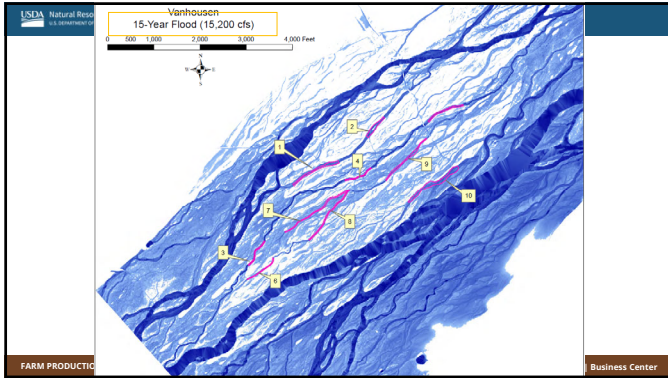 USDA Natural Reso
U.S. DEPARTMENT OF
Vanhousen
15-Year Flood (15,200 cfs)
0 500 1,000 2,000 3,000 4,000 Feet
N
W E
S
2
1
4
9
10
7
8
3
6
FARM PRODUCTIO
Business Center